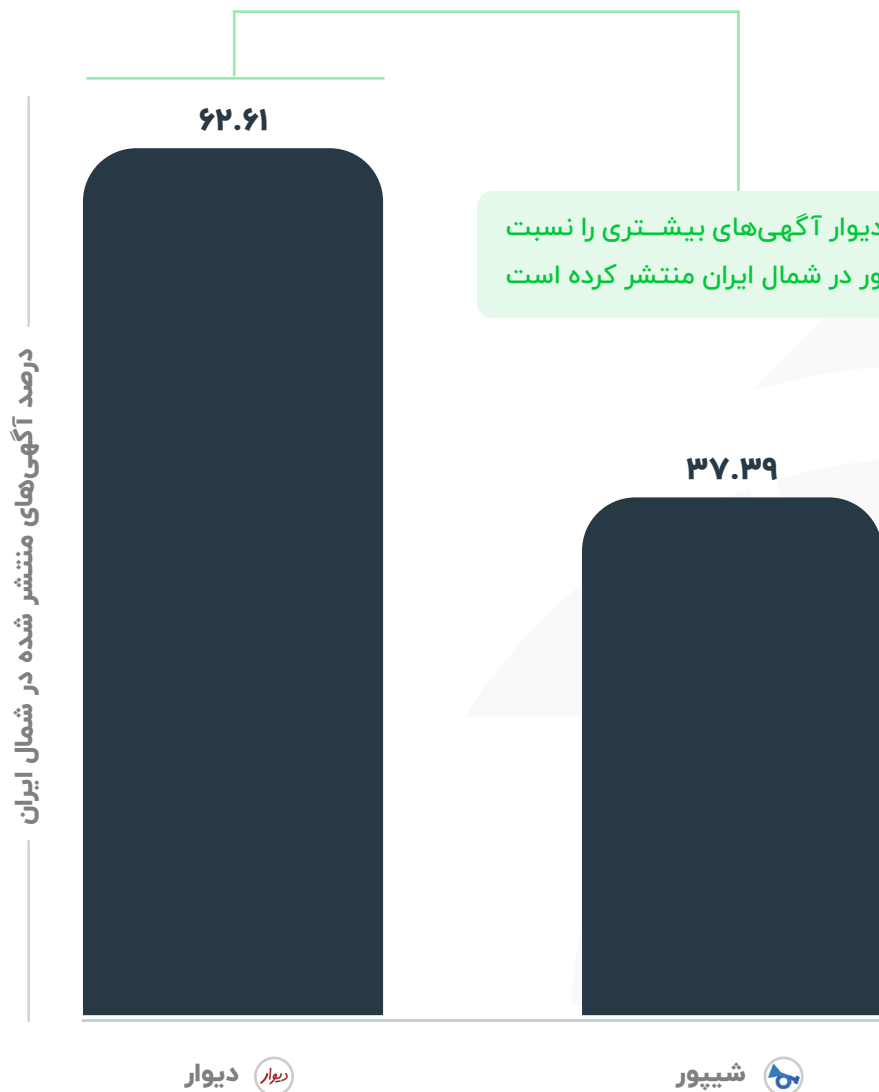 ۶۲.۶۱
دیوار آگهی‌های بیشــتری را نسبت
ور در شمال ایران منتشر کرده است
۳۷.۳۹
درصد آگهی‌های منتشر شده در شمال ایران
دیوار
دیوار
شیپور